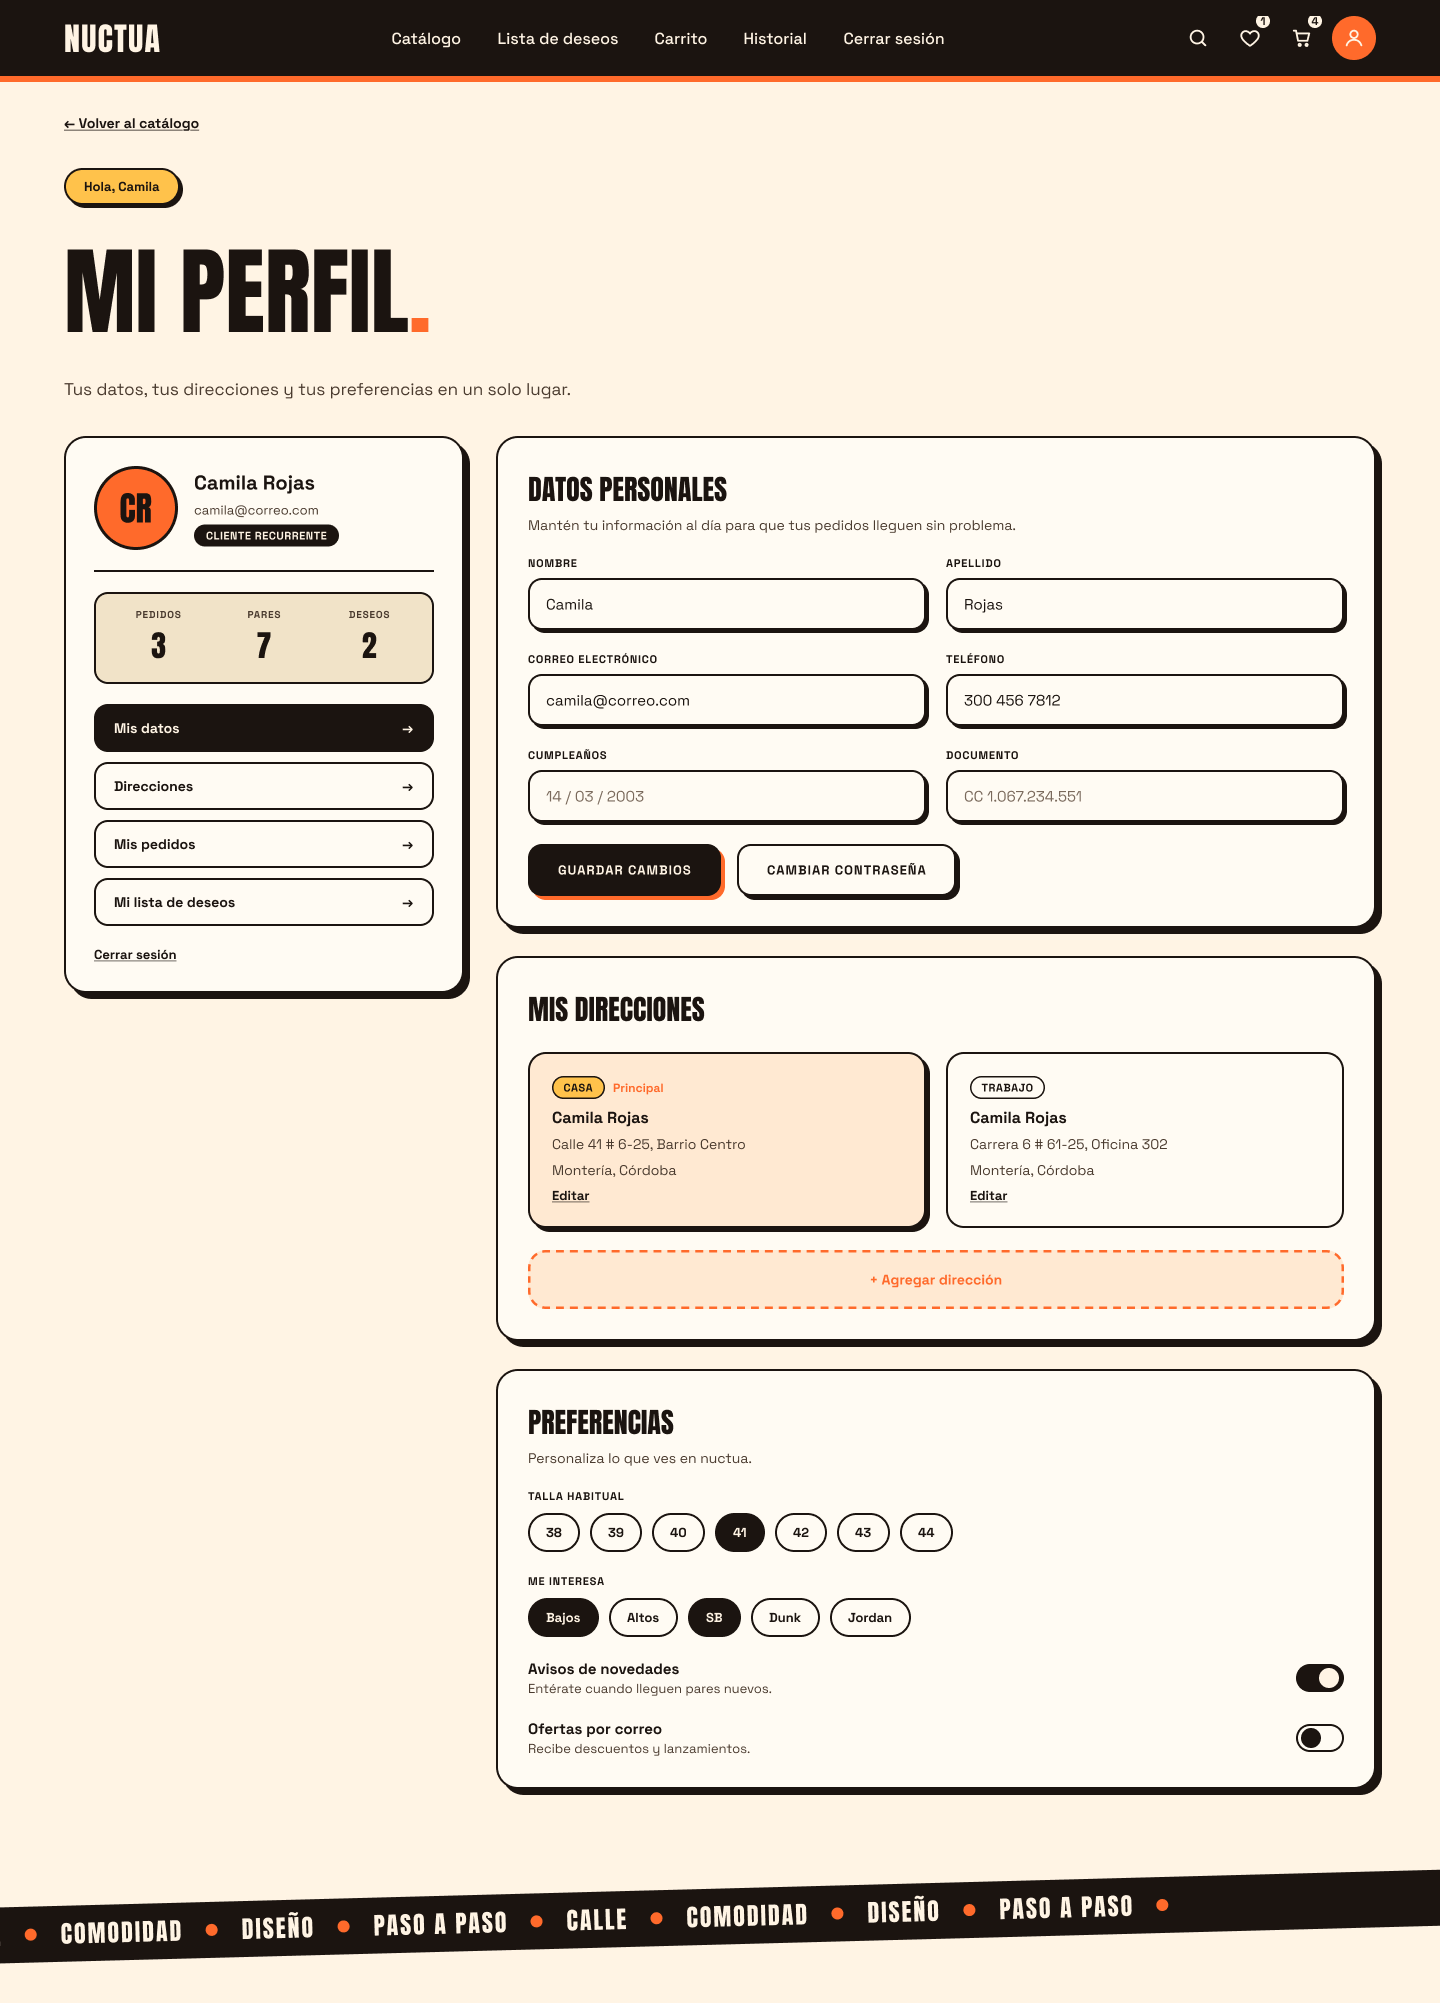 NUCTUA
Catálogo
Lista de deseos
Carrito
Historial
Cerrar sesión
1
4
← Volver al catálogo
Hola, Camila
MI PERFIL.
Tus datos, tus direcciones y tus preferencias en un solo lugar.
CR
Camila Rojas
camila@correo.com
CLIENTE RECURRENTE
PEDIDOS
3
PARES
7
DESEOS
2
Mis datos →
Direcciones →
Mis pedidos →
Mi lista de deseos →
Cerrar sesión
DATOS PERSONALES
Mantén tu información al día para que tus pedidos lleguen sin problema.
NOMBRE
Camila
APELLIDO
Rojas
CORREO ELECTRÓNICO
camila@correo.com
TELÉFONO
300 456 7812
CUMPLEAÑOS
14 / 03 / 2003
DOCUMENTO
CC 1.067.234.551
GUARDAR CAMBIOS
CAMBIAR CONTRASEÑA
MIS DIRECCIONES
CASA Principal
Camila Rojas
Calle 41 # 6-25, Barrio Centro
Montería, Córdoba
Editar
TRABAJO
Camila Rojas
Carrera 6 # 61-25, Oficina 302
Montería, Córdoba
Editar
+ Agregar dirección
PREFERENCIAS
Personaliza lo que ves en nuctua.
TALLA HABITUAL
38 39 40 41 42 43 44
ME INTERESA
Bajos Altos SB Dunk Jordan
Avisos de novedades
Entérate cuando lleguen pares nuevos.
Ofertas por correo
Recibe descuentos y lanzamientos.
● COMODIDAD ● DISEÑO ● PASO A PASO ● CALLE ● COMODIDAD ● DISEÑO ● PASO A PASO ●